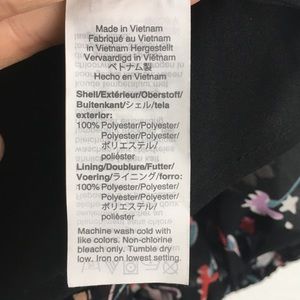 Made in Vietnam
Fabriqué au Vietnam
In Vietnam Hergestellt
Vervaardigd in Vietnam
ベトナム製
Hecho en Vietnam
Shell/Extérieur/Oberstoff/
Buitenkant/シェル/tela
exterior:
100% Polyester/Polyester/
Polyester/Polyester/
ポリエステル/
poliéster
Lining/Doublure/Futter/
Voering/ライニング/forro:
100% Polyester/Polyester/
Polyester/Polyester/
ポリエステル/
poliéster
Machine wash cold with
like colors. Non-chlorine
bleach only. Tumble dry
low. Iron on lowest setting.